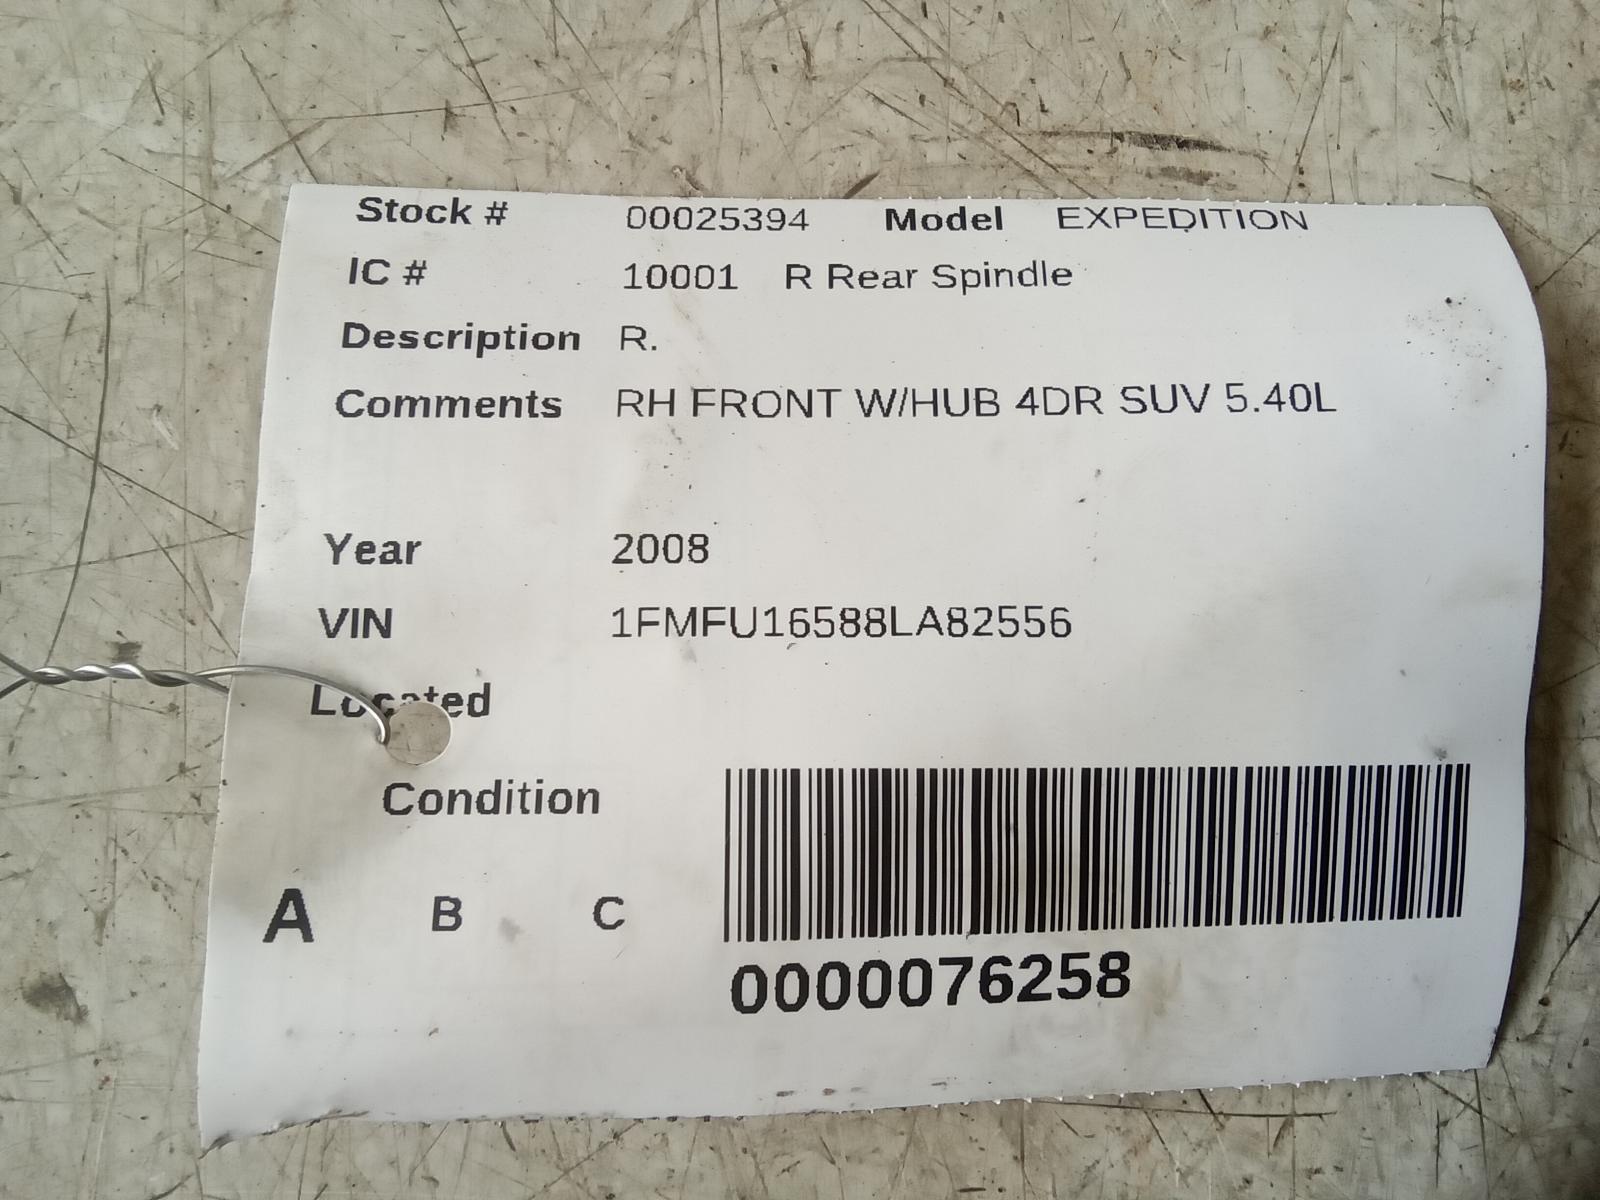 Stock # 00025394 Model EXPEDITION
IC # 10001 R Rear Spindle
Description R.
Comments RH FRONT W/HUB 4DR SUV 5.40L
Year 2008
VIN 1FMFU16588LA82556
Located
Condition
A B C
0000076258